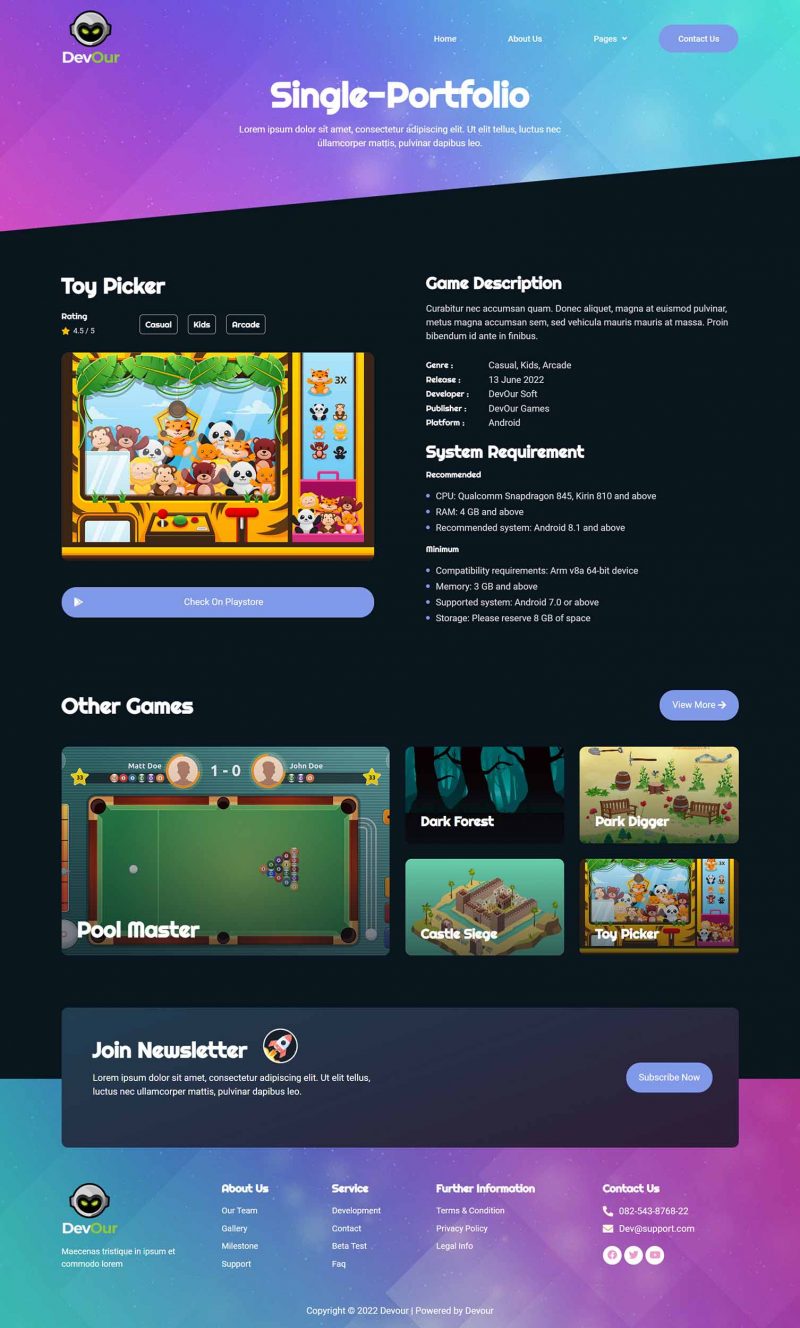 DevOur
Home
About Us
Pages
Contact Us
Single-Portfolio
Lorem ipsum dolor sit amet, consectetur adipiscing elit. Ut elit tellus, luctus nec
ullamcorper mattis, pulvinar dapibus leo.
Toy Picker
Rating
4.5 / 5
Casual
Kids
Arcade
3X
Check On Playstore
Game Description
Curabitur nec accumsan quam. Donec aliquet, magna at euismod pulvinar,
metus magna accumsan sem, sed vehicula mauris mauris at massa. Proin
bibendum id ante in finibus.
Genre : Casual, Kids, Arcade
Release : 13 June 2022
Developer : DevOur Soft
Publisher : DevOur Games
Platform : Android
System Requirement
Recommended
CPU: Qualcomm Snapdragon 845, Kirin 810 and above
RAM: 4 GB and above
Recommended system: Android 8.1 and above
Minimum
Compatibility requirements: Arm v8a 64-bit device
Memory: 3 GB and above
Supported system: Android 7.0 or above
Storage: Please reserve 8 GB of space
Other Games
View More
33
Matt Doe
1 - 0
John Doe
33
Pool Master
Dark Forest
Park Digger
Castle Siege
3X
Toy Picker
Join Newsletter
Lorem ipsum dolor sit amet, consectetur adipiscing elit. Ut elit tellus,
luctus nec ullamcorper mattis, pulvinar dapibus leo.
Subscribe Now
DevOur
Maecenas tristique in ipsum et
commodo lorem
About Us
Our Team
Gallery
Milestone
Support
Service
Development
Contact
Beta Test
Faq
Further Information
Terms & Condition
Privacy Policy
Legal Info
Contact Us
082-543-8768-22
Dev@support.com
Copyright © 2022 Devour | Powered by Devour